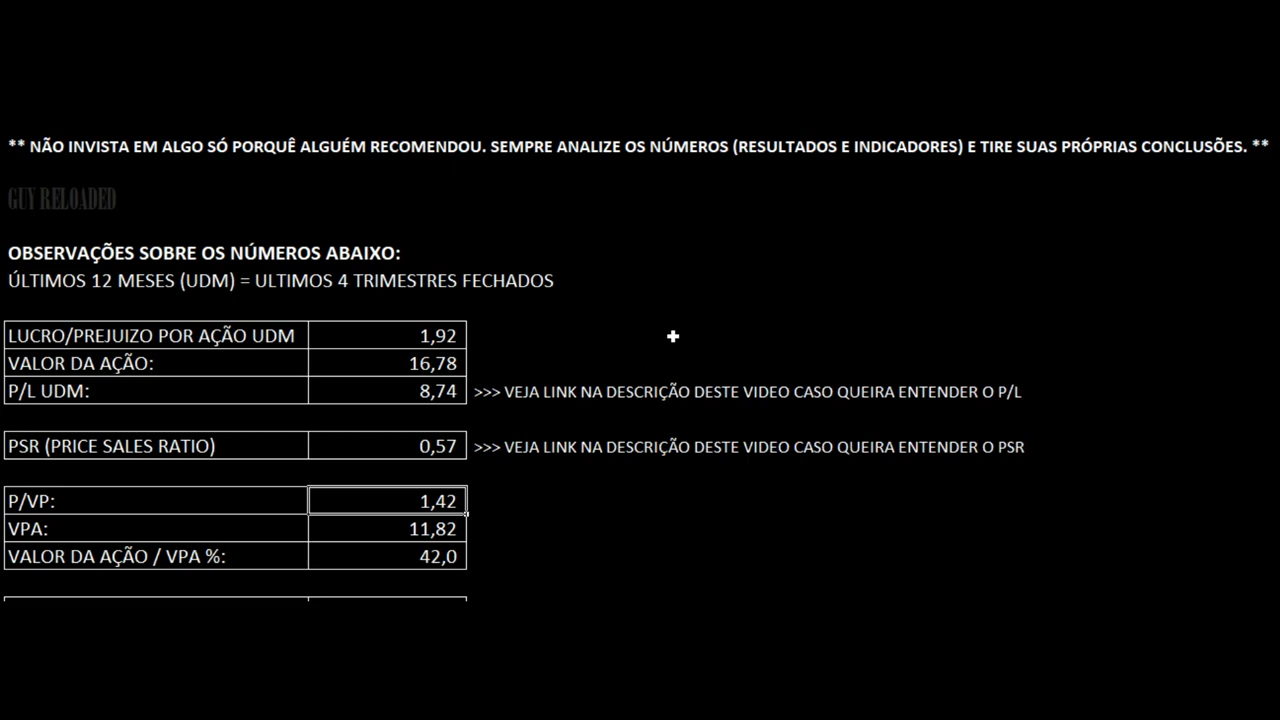 ** NÃO INVISTA EM ALGO SÓ PORQUÊ ALGUÉM RECOMENDOU. SEMPRE ANALIZE OS NÚMEROS (RESULTADOS E INDICADORES) E TIRE SUAS PRÓPRIAS CONCLUSÕES. **
GUY RELOADED
OBSERVAÇÕES SOBRE OS NÚMEROS ABAIXO:
ÚLTIMOS 12 MESES (UDM) = ULTIMOS 4 TRIMESTRES FECHADOS
LUCRO/PREJUIZO POR AÇÃO UDM 1,92
VALOR DA AÇÃO: 16,78
P/L UDM: 8,74 >>> VEJA LINK NA DESCRIÇÃO DESTE VIDEO CASO QUEIRA ENTENDER O P/L
PSR (PRICE SALES RATIO) 0,57 >>> VEJA LINK NA DESCRIÇÃO DESTE VIDEO CASO QUEIRA ENTENDER O PSR
P/VP: 1,42
VPA: 11,82
VALOR DA AÇÃO / VPA %: 42,0